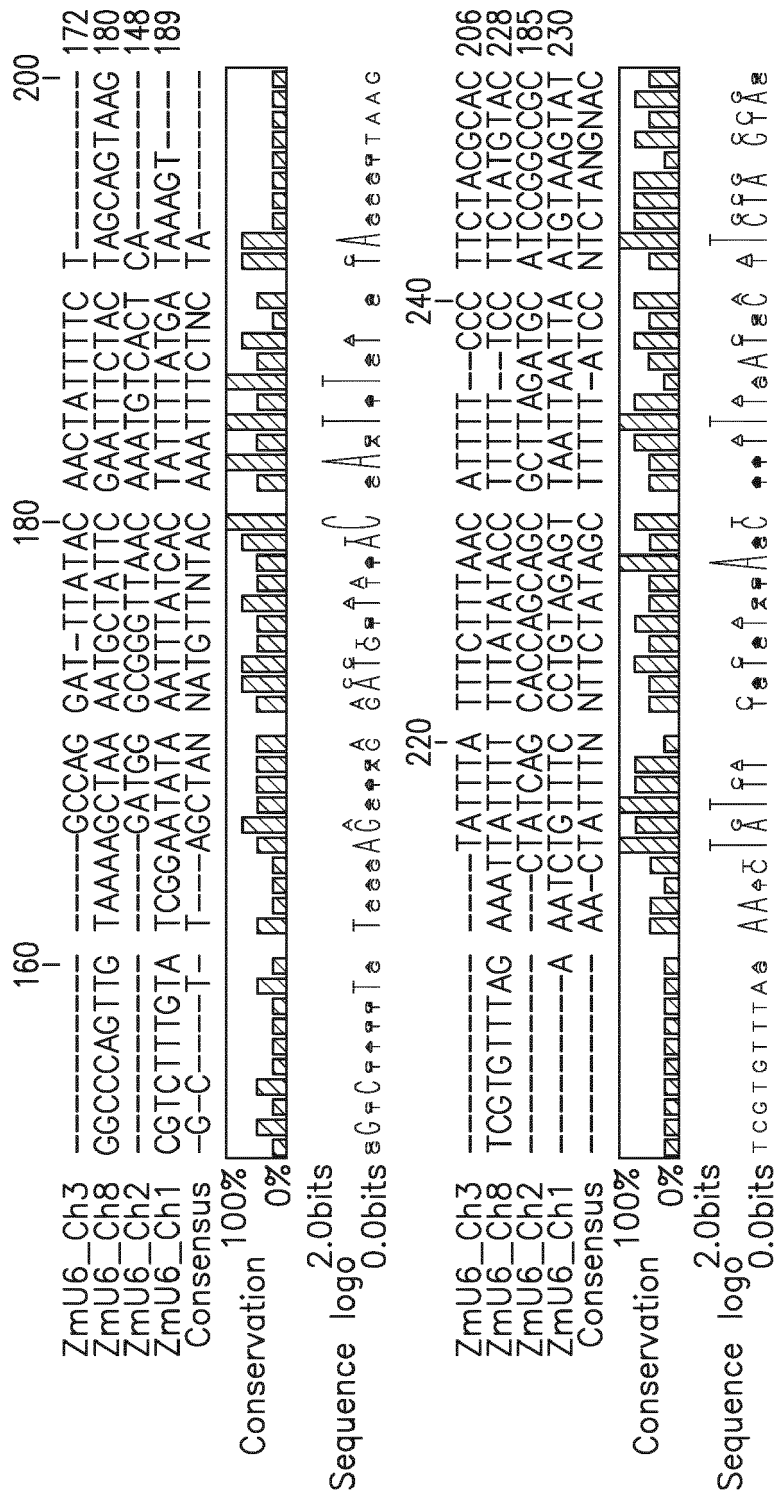 160 180 200
ZmU6_Ch3 ---------- -----GCCAG GAT-TTATAC AACTATTTTC T--------- 172
ZmU6_Ch8 GGCCCAGTTG TAAAAGCTAA AATGCTATTC GAATTTCTAC TAGCAGTAAG 180
ZmU6_Ch2 ---------- -----GATGG GCGGGTTAAC AAATGTCACT CA-------- 148
ZmU6_Ch1 CGTCTTTGTA TCGGAATATA AATTTATCAC TATTTTATGA TAAAGT---- 189
Consensus -G-C----T- T---AGCTAN NATGTTNTAC AAATTTCTNC TA--------
100%
Conservation
0%
2.0bits
Sequence logo
0.0bits
220 240
ZmU6_Ch3 ---------- ----TATTTA TTTCTTTAAC ATTTT--CCC TTCTACGCAC 206
ZmU6_Ch8 TCGTGTTTAG AAATTATTTT TTTATATACC TTTTT--TCC TTCTATGTAC 228
ZmU6_Ch2 ---------- ---CTATCAG CACCAGCAGC GCTTAGATGC ATCCGGCCGC 185
ZmU6_Ch1 ---------A AATCTGTTTC CCTGTAGAGT TAATTAATTA ATGTAAGTAT 230
Consensus ---------- AA-CTATTTN NTTCTATAGC TTTTT-ATCC NTCTANGNAC
100%
Conservation
0%
2.0bits
Sequence logo
0.0bits